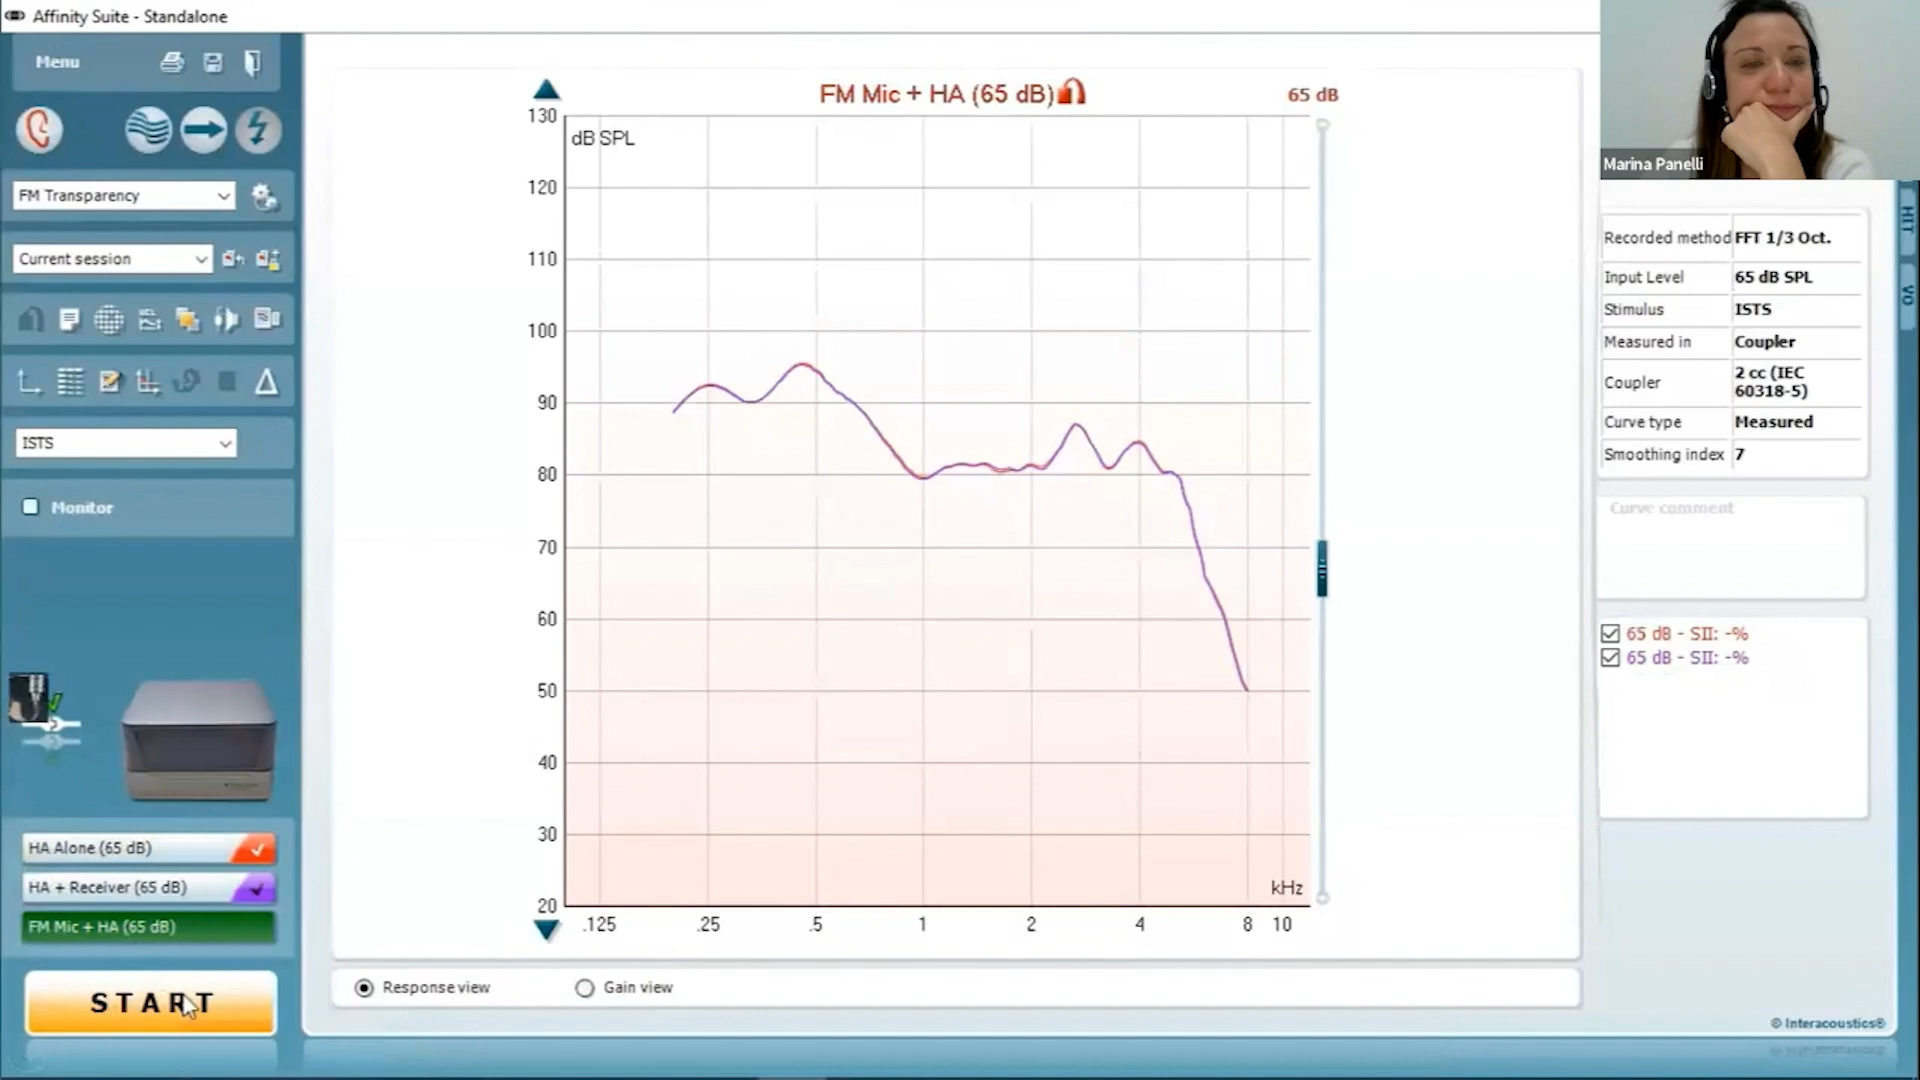 Affinity Suite - Standalone
Menu
FM Transparency
Current session
ISTS
Monitor
HA Alone (65 dB)
HA + Receiver (65 dB)
FM Mic + HA (65 dB)
START
FM Mic + HA (65 dB)
65 dB
dB SPL
130
120
110
100
90
80
70
60
50
40
30
20
kHz
.125 .25 .5 1 2 4 8 10
Response view
Gain view
Marina Panelli
HIT
VO
Recorded method FFT 1/3 Oct.
Input Level 65 dB SPL
Stimulus ISTS
Measured in Coupler
Coupler 2 cc (IEC
60318-5)
Curve type Measured
Smoothing index 7
Curve comment
65 dB - SII: -%
65 dB - SII: -%
© Interacoustics®